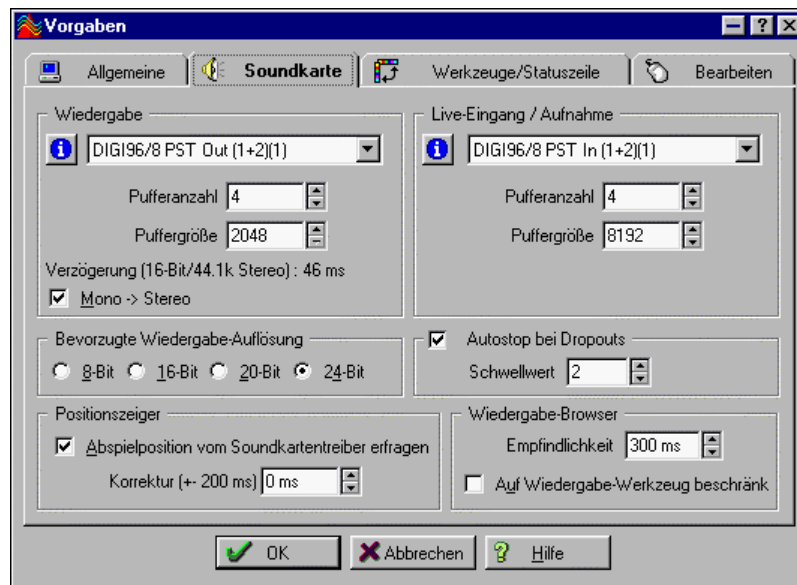 Vorgaben
Allgemeine
Soundkarte
Werkzeuge/Statuszeile
Bearbeiten
Wiedergabe
DIGI96/8 PST Out (1+2)(1)
Pufferanzahl 4
Puffergröße 2048
Verzögerung (16-Bit/44.1k Stereo) : 46 ms
Mono -> Stereo
Live-Eingang / Aufnahme
DIGI96/8 PST In (1+2)(1)
Pufferanzahl 4
Puffergröße 8192
Bevorzugte Wiedergabe-Auflösung
8-Bit 16-Bit 20-Bit 24-Bit
Autostop bei Dropouts
Schwellwert 2
Positionszeiger
Abspielposition vom Soundkartentreiber erfragen
Korrektur (+- 200 ms) 0 ms
Wiedergabe-Browser
Empfindlichkeit 300 ms
Auf Wiedergabe-Werkzeug beschränk
OK
Abbrechen
Hilfe